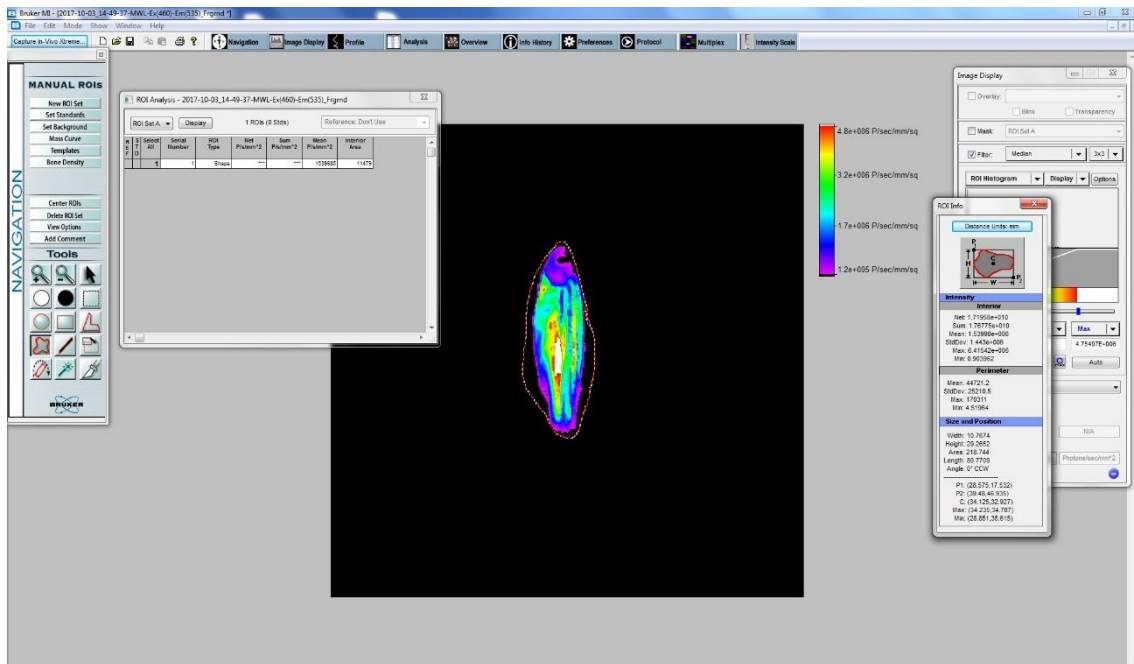 Bruker MI - [2017-10-03_14-49-37-MWL-Ex(460)-Em(535)_Frgrnd *]
File Edit Mode Show Window Help
Capture In-Vivo Xtreme... Navigation Image Display Profile Analysis Overview Info History Preferences Protocol Multiplex Intensity Scale
NAVIGATION
MANUAL ROIs
New ROI Set
Set Standards
Set Background
Mass Curve
Templates
Bone Density
Center ROIs
Delete ROI Set
View Options
Add Comment
Tools
BRUKER
ROI Analysis - 2017-10-03_14-49-37-MWL-Ex(460)-Em(535)_Frgrnd
ROI Set A Display 1 ROIs (0 Stds) Reference: Don't Use
REF STD Select All Serial Number ROI Type Net P/s/mm^2 Sum P/s/mm^2 Mean P/s/mm^2 Interior Area
1 1 Shape *** *** 1539985 11479
4.8e+006 P/sec/mm/sq
3.2e+006 P/sec/mm/sq
1.7e+006 P/sec/mm/sq
1.2e+005 P/sec/mm/sq
Image Display
Overlay:
Blns Transparency
Mask: ROI Set A
Filter: Median 3x3
ROI Histogram Display Options
Max
4.75497E+006
Auto
N/A
Photons/sec/mm^2
ROI Info
Distance Units: mm
P1
H C
W P2
Intensity
Interior
Net: 1.71958e+010
Sum: 1.76775e+010
Mean: 1.53998e+006
StdDev: 1.443e+006
Max: 6.41542e+006
Min: 8.903962
Perimeter
Mean: 44721.2
StdDev: 25218.5
Max: 170311
Min: 4.51964
Size and Position
Width: 10.7674
Height: 29.2652
Area: 218.744
Length: 80.7709
Angle: 0° CCW
P1: (28.575,17.532)
P2: (39.48,46.935)
C: (34.125,32.927)
Max: (34.235,34.787)
Min: (28.851,35.615)